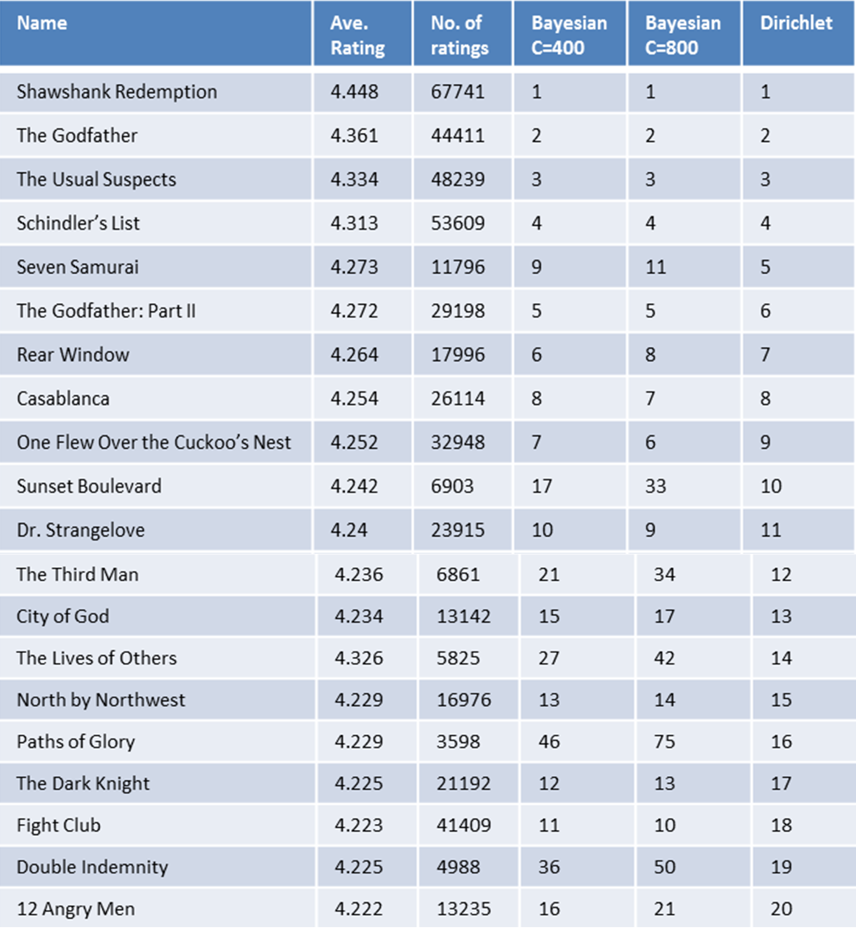 Name Ave. Rating No. of ratings Bayesian C=400 Bayesian C=800 Dirichlet
Shawshank Redemption 4.448 67741 1 1 1
The Godfather 4.361 44411 2 2 2
The Usual Suspects 4.334 48239 3 3 3
Schindler’s List 4.313 53609 4 4 4
Seven Samurai 4.273 11796 9 11 5
The Godfather: Part II 4.272 29198 5 5 6
Rear Window 4.264 17996 6 8 7
Casablanca 4.254 26114 8 7 8
One Flew Over the Cuckoo’s Nest 4.252 32948 7 6 9
Sunset Boulevard 4.242 6903 17 33 10
Dr. Strangelove 4.24 23915 10 9 11
The Third Man 4.236 6861 21 34 12
City of God 4.234 13142 15 17 13
The Lives of Others 4.326 5825 27 42 14
North by Northwest 4.229 16976 13 14 15
Paths of Glory 4.229 3598 46 75 16
The Dark Knight 4.225 21192 12 13 17
Fight Club 4.223 41409 11 10 18
Double Indemnity 4.225 4988 36 50 19
12 Angry Men 4.222 13235 16 21 20